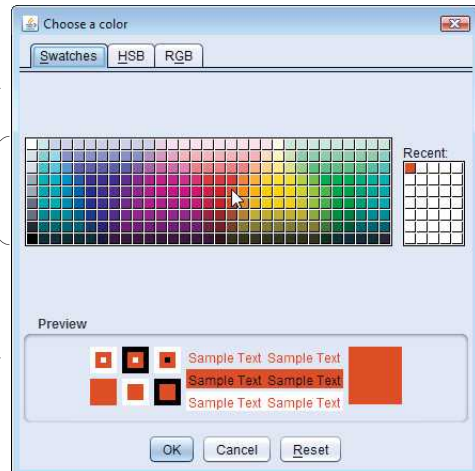 Choose a color
Swatches HSB RGB
Recent:
Preview
Sample Text Sample Text
Sample Text Sample Text
Sample Text Sample Text
OK Cancel Reset